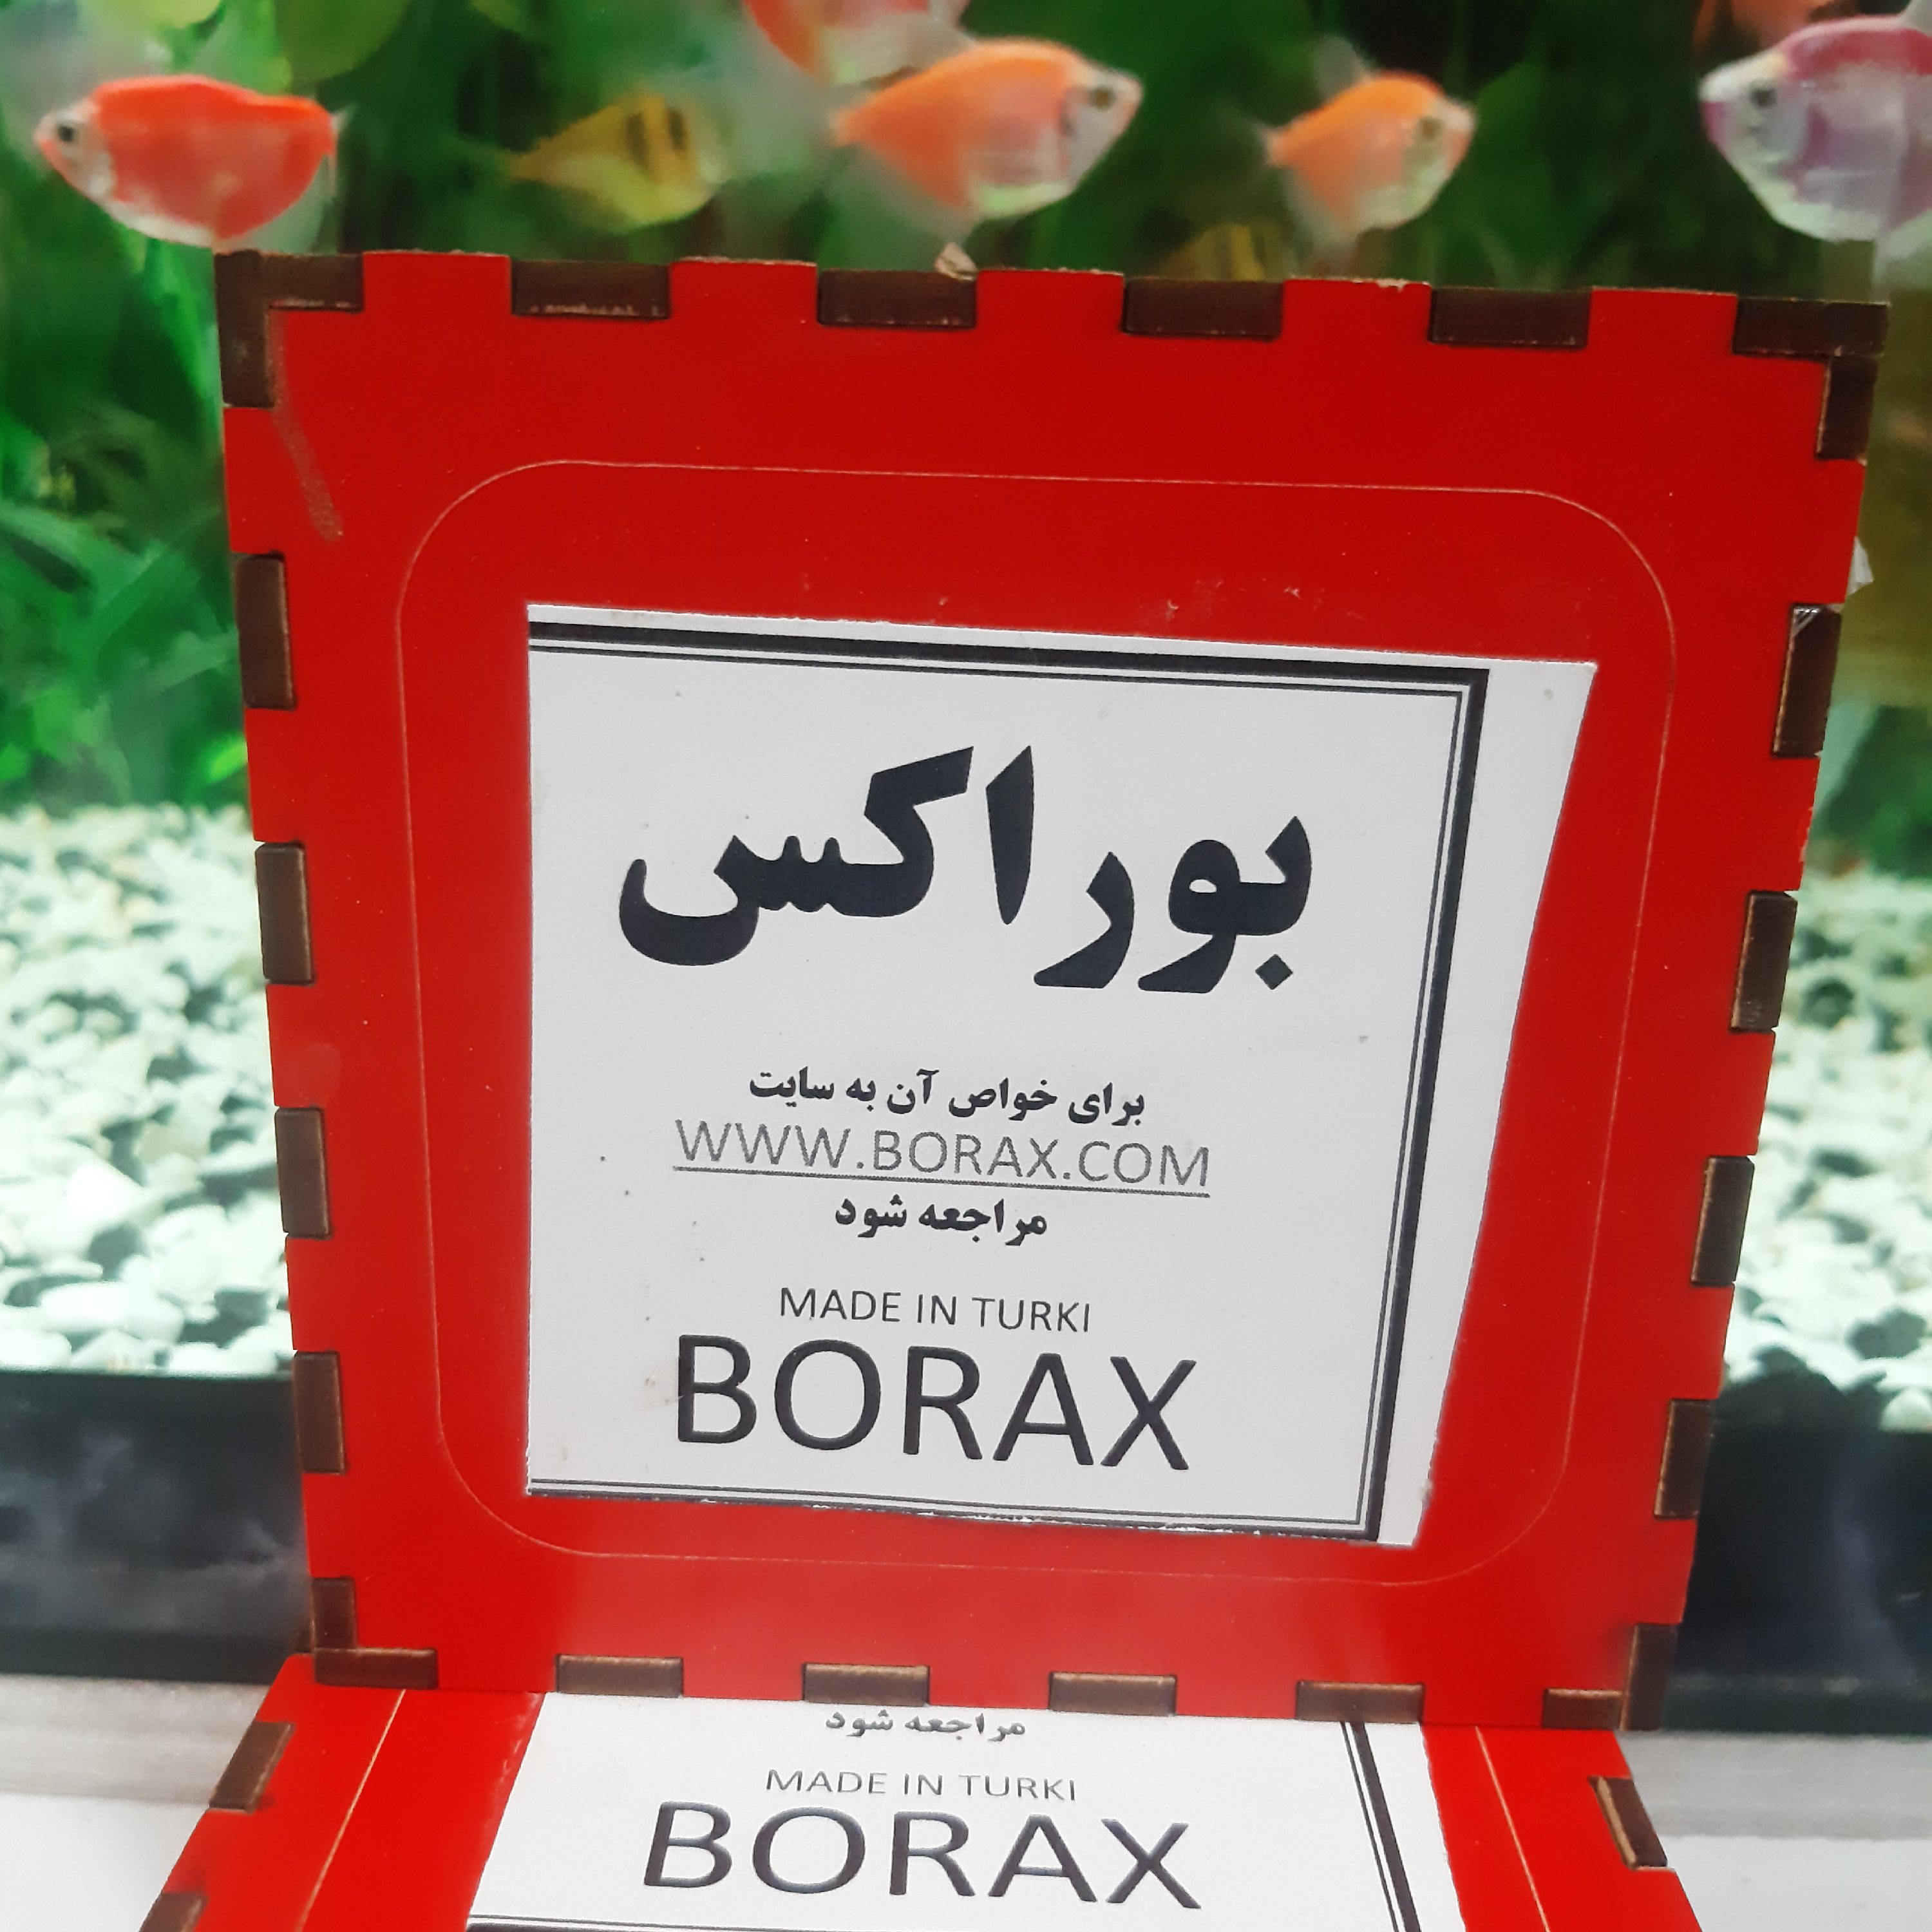 بوراکس
برای خواص آن به سایت
WWW.BORAX.COM
مراجعه شود
MADE IN TURKI
BORAX
مراجعه شود
MADE IN TURKI
BORAX